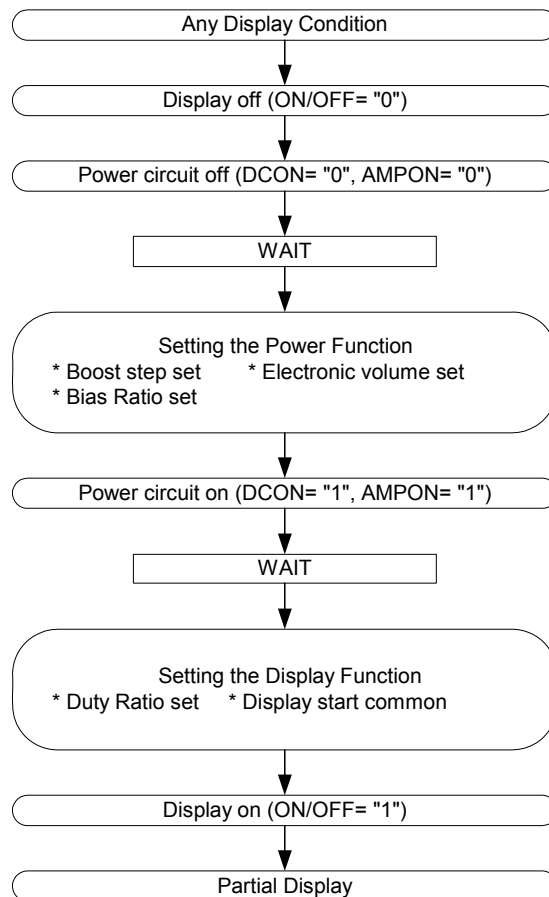 Any Display Condition
Display off (ON/OFF= "0")
Power circuit off (DCON= "0", AMPON= "0")
WAIT
Setting the Power Function
* Boost step set * Electronic volume set
* Bias Ratio set
Power circuit on (DCON= "1", AMPON= "1")
WAIT
Setting the Display Function
* Duty Ratio set * Display start common
Display on (ON/OFF= "1")
Partial Display